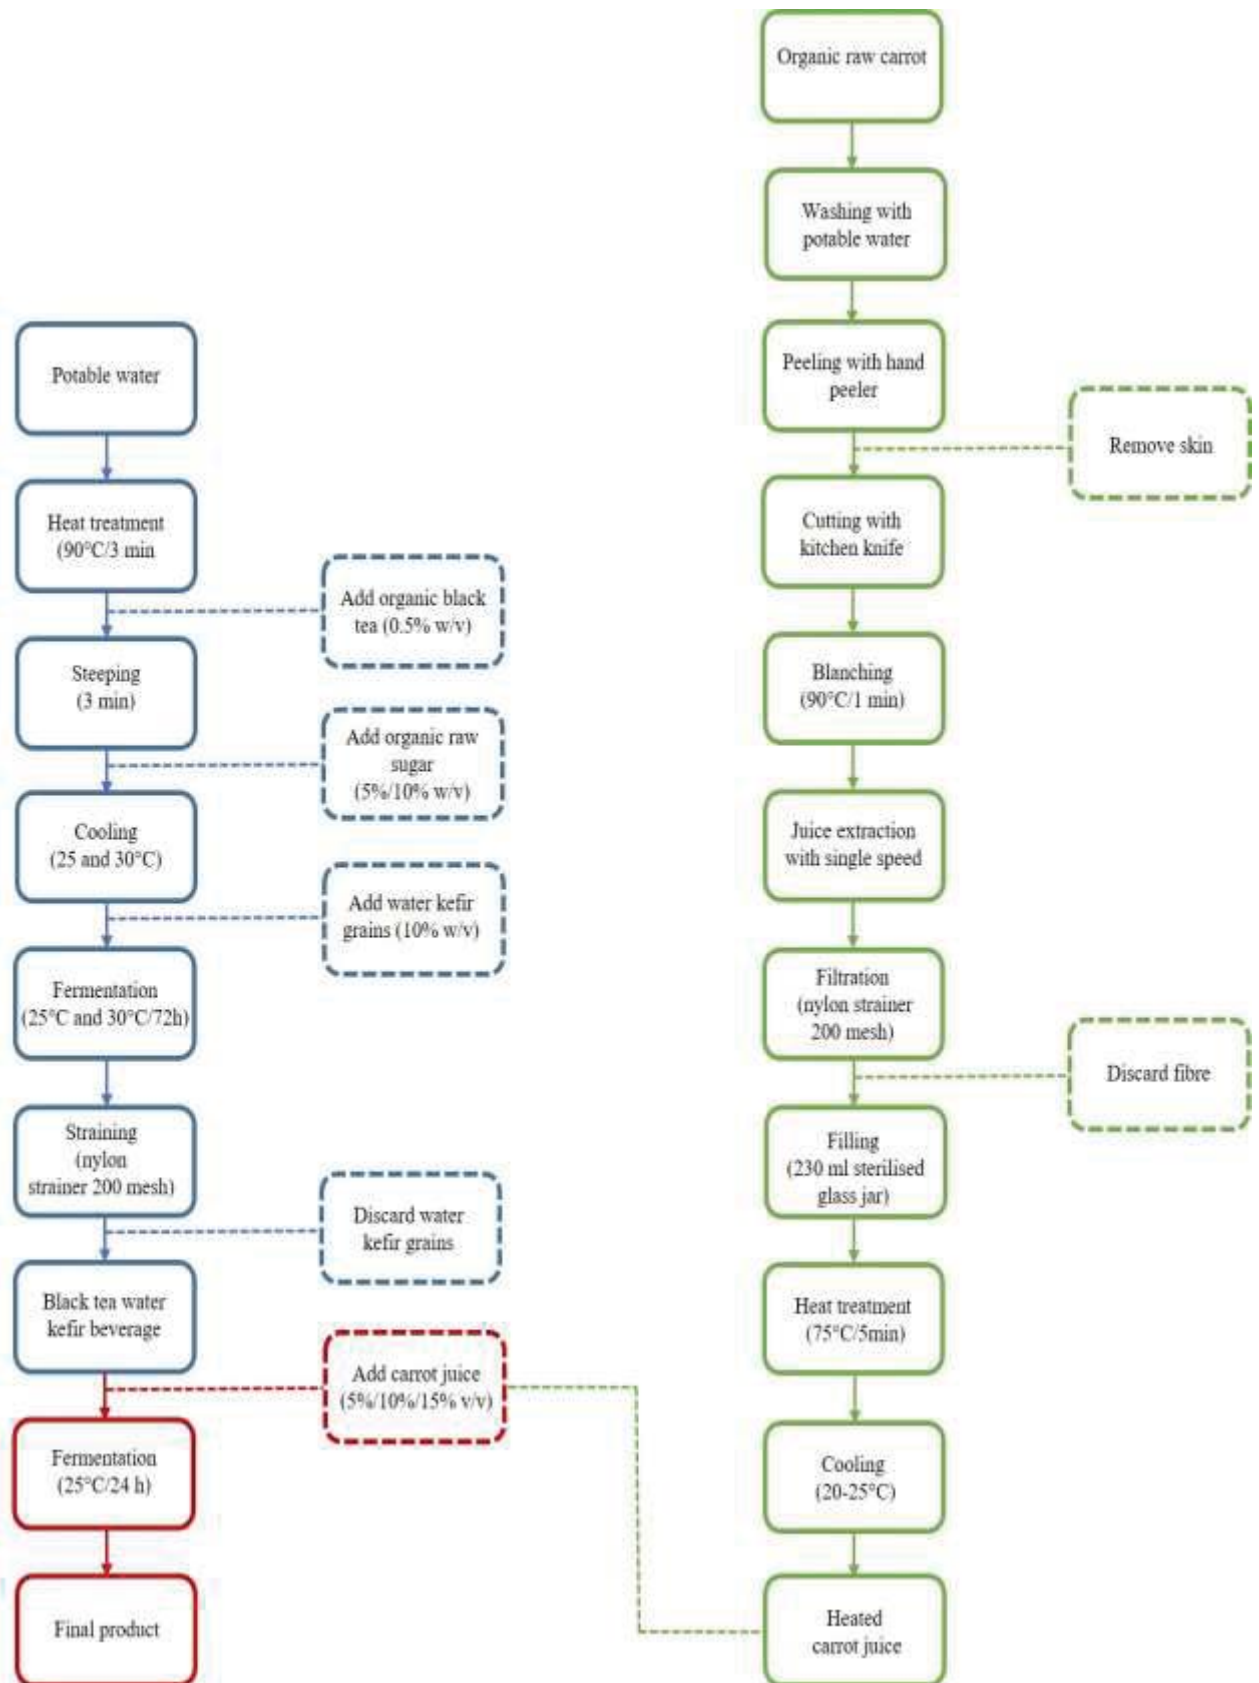 Potable water
Heat treatment
(90°C/3 min
Add organic black
tea (0.5% w/v)
Steeping
(3 min)
Add organic raw
sugar
(5%/10% w/v)
Cooling
(25 and 30°C)
Add water kefir
grains (10% w/v)
Fermentation
(25°C and 30°C/72h)
Straining
(nylon
strainer 200 mesh)
Discard water
kefir grains
Black tea water
kefir beverage
Add carrot juice
(5%/10%/15% v/v)
Fermentation
(25°C/24 h)
Final product
Organic raw carrot
Washing with
potable water
Peeling with hand
peeler
Remove skin
Cutting with
kitchen knife
Blanching
(90°C/1 min)
Juice extraction
with single speed
Filtration
(nylon strainer
200 mesh)
Discard fibre
Filling
(230 ml sterilised
glass jar)
Heat treatment
(75°C/5min)
Cooling
(20-25°C)
Heated
carrot juice